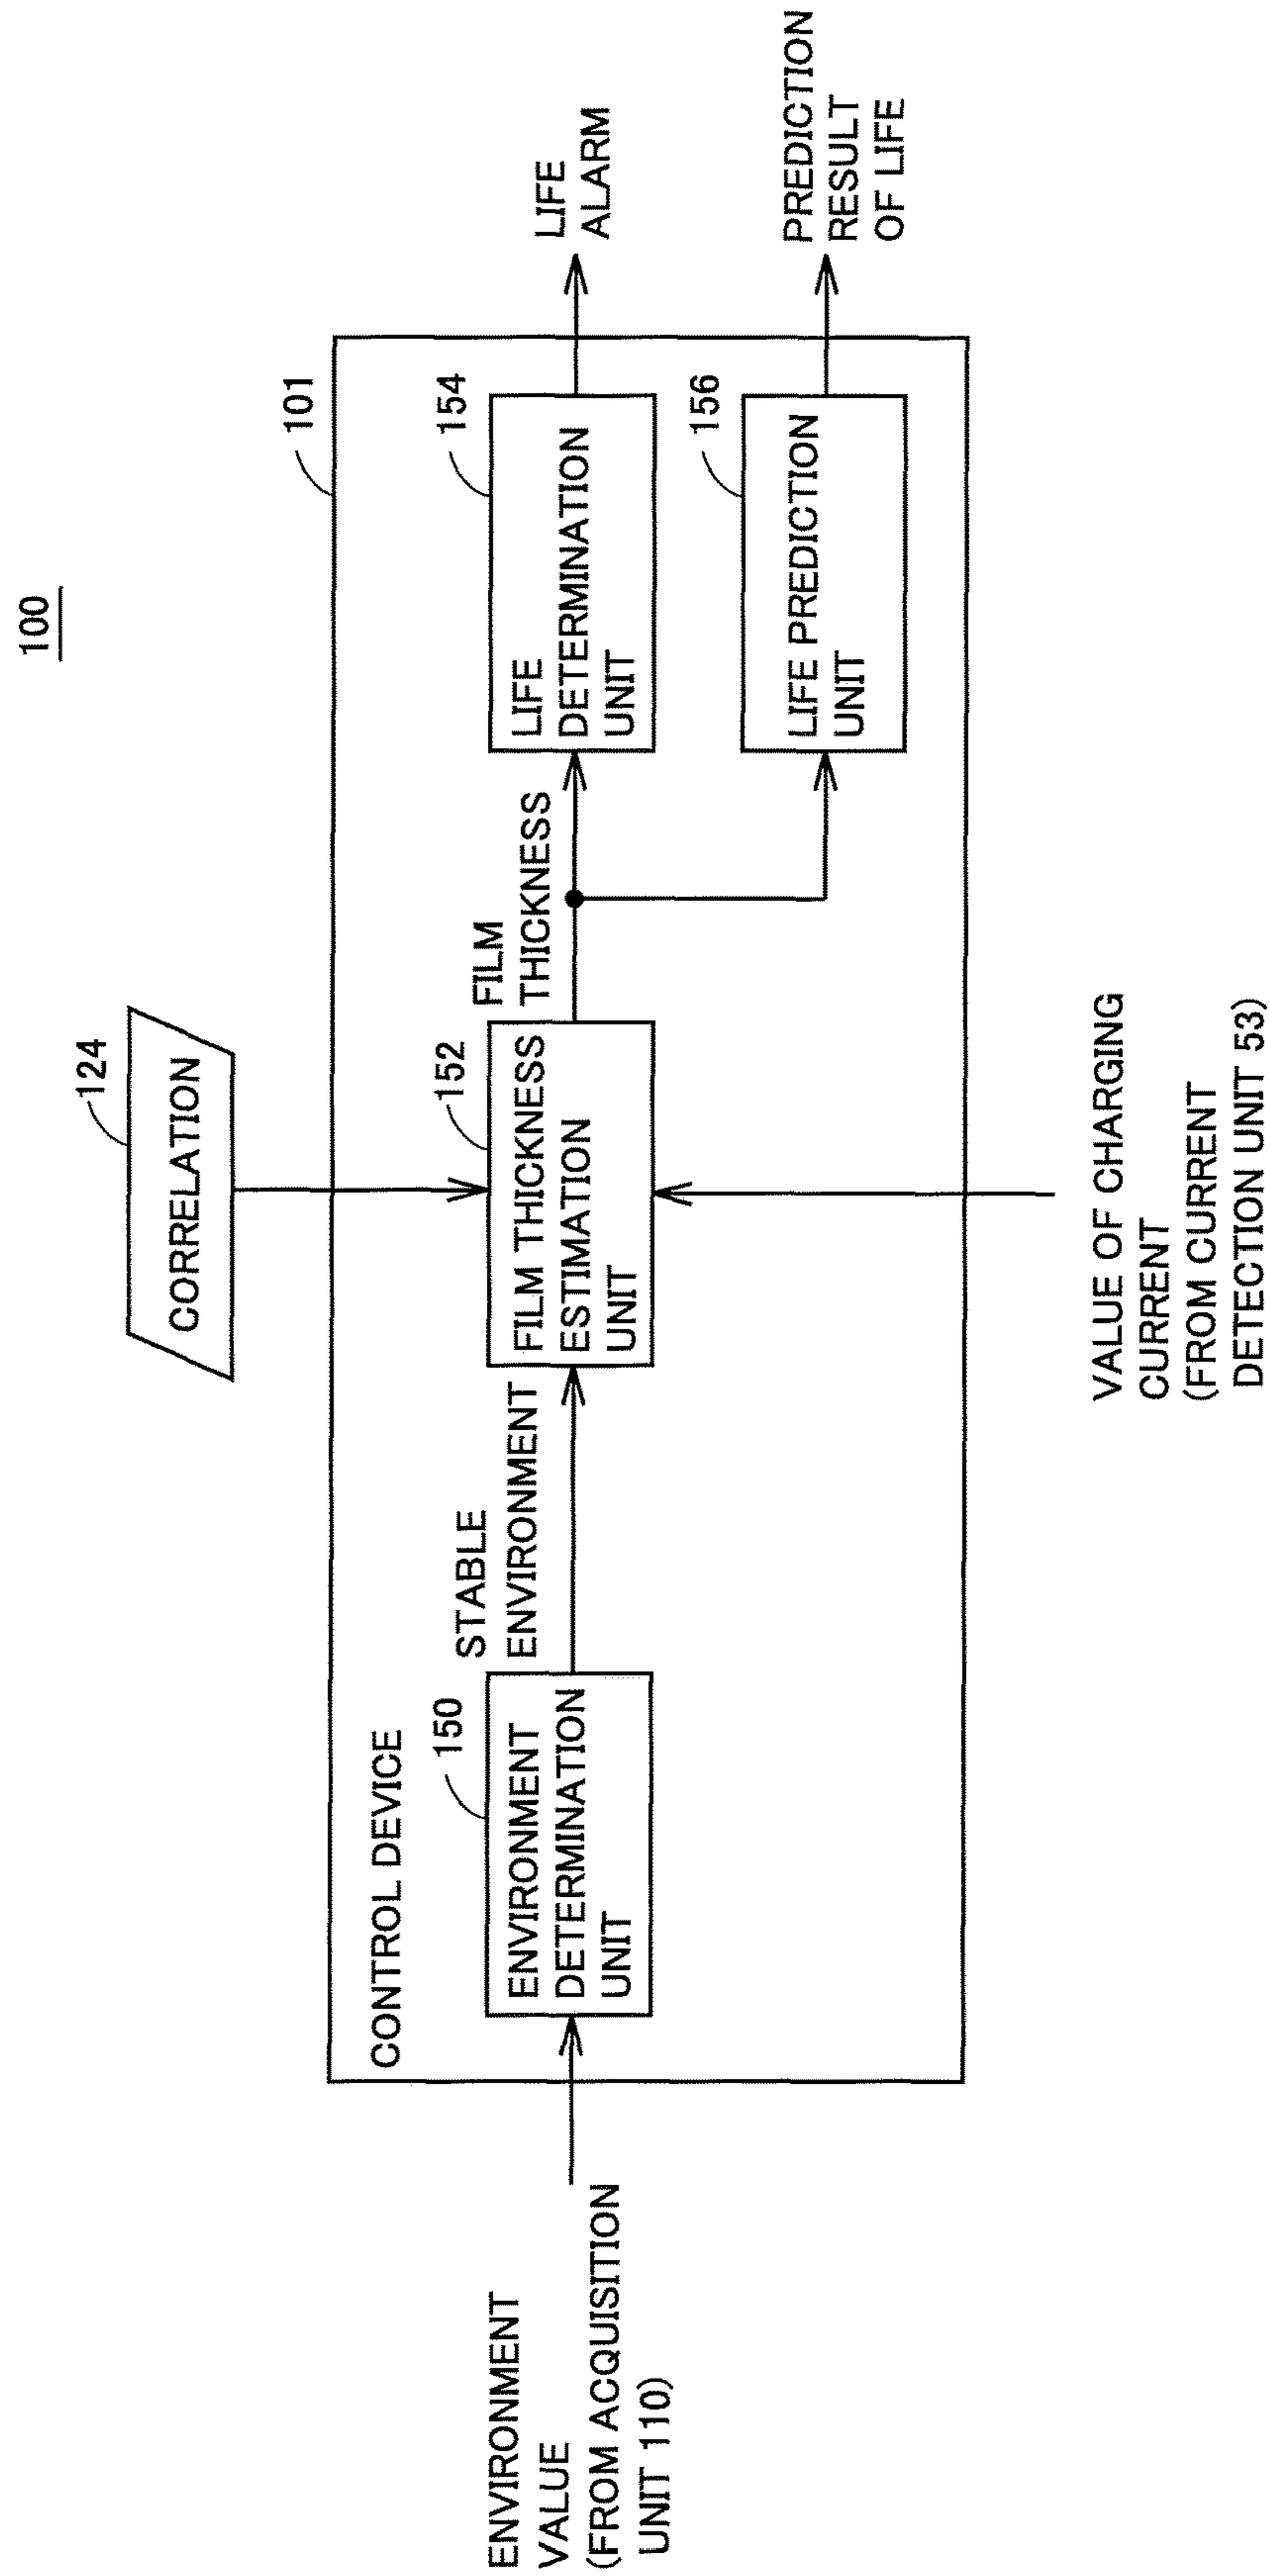 100
124
CORRELATION
101
CONTROL DEVICE
ENVIRONMENT
VALUE
(FROM ACQUISITION
UNIT 110)
150
ENVIRONMENT
DETERMINATION
UNIT
STABLE
ENVIRONMENT
152
FILM THICKNESS
ESTIMATION
UNIT
FILM
THICKNESS
154
LIFE
DETERMINATION
UNIT
LIFE
ALARM
156
LIFE PREDICTION
UNIT
PREDICTION
RESULT
OF LIFE
VALUE OF CHARGING
CURRENT
(FROM CURRENT
DETECTION UNIT 53)